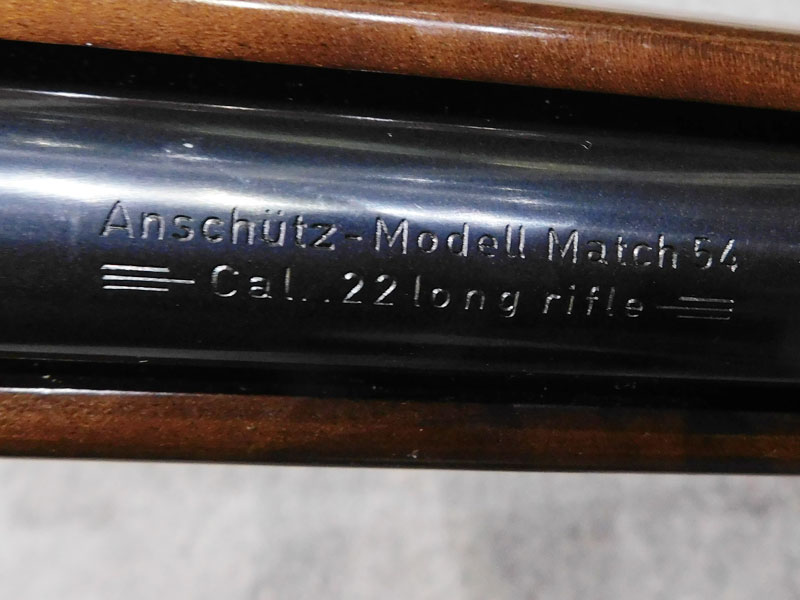 Anschütz-Modell Match 54
Cal. .22 long rifle